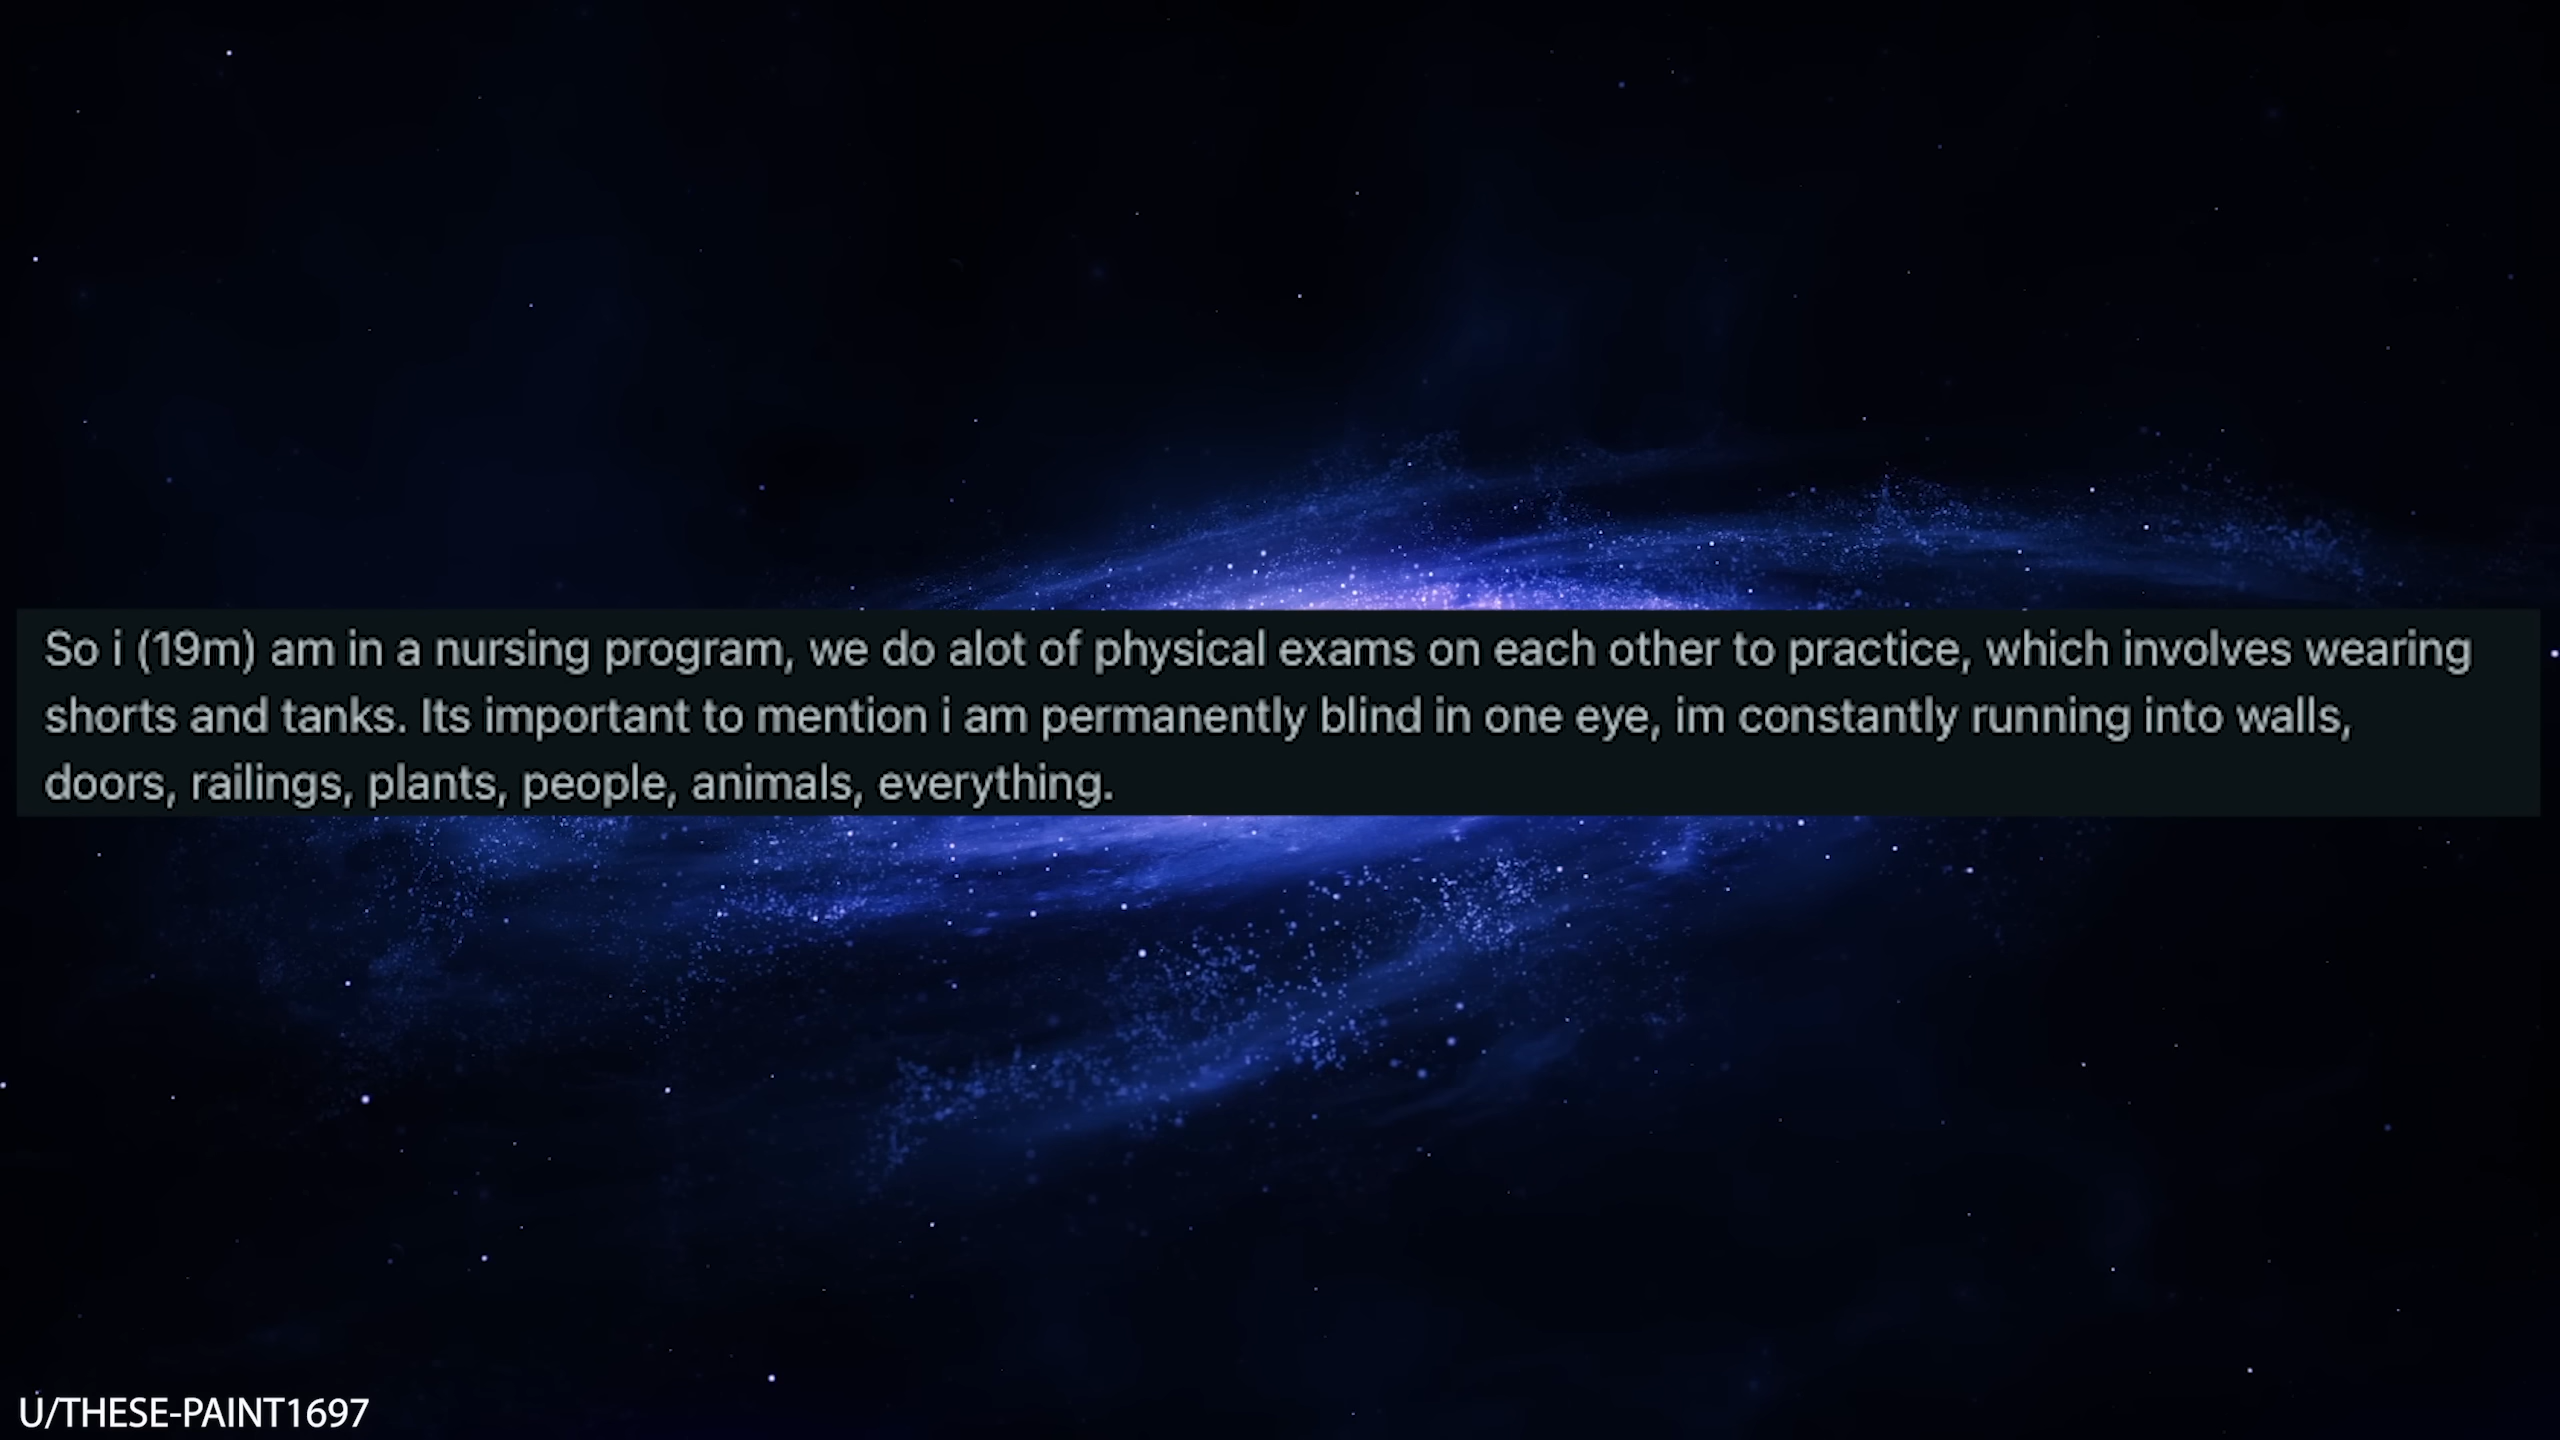 So i (19m) am in a nursing program, we do alot of physical exams on each other to practice, which involves wearing
shorts and tanks. Its important to mention i am permanently blind in one eye, im constantly running into walls,
doors, railings, plants, people, animals, everything.
U/THESE-PAINT1697